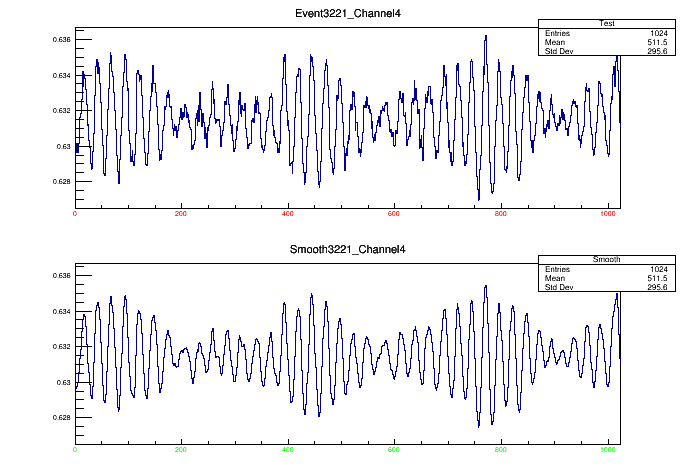 Event3221_Channel4
Test
Entries 1024
Mean 511.5
Std Dev 295.6
0.636
0.634
0.632
0.63
0.628
0 200 400 600 800 1000
Smooth3221_Channel4
Smooth
Entries 1024
Mean 511.5
Std Dev 295.6
0.636
0.634
0.632
0.63
0.628
0 200 400 600 800 1000